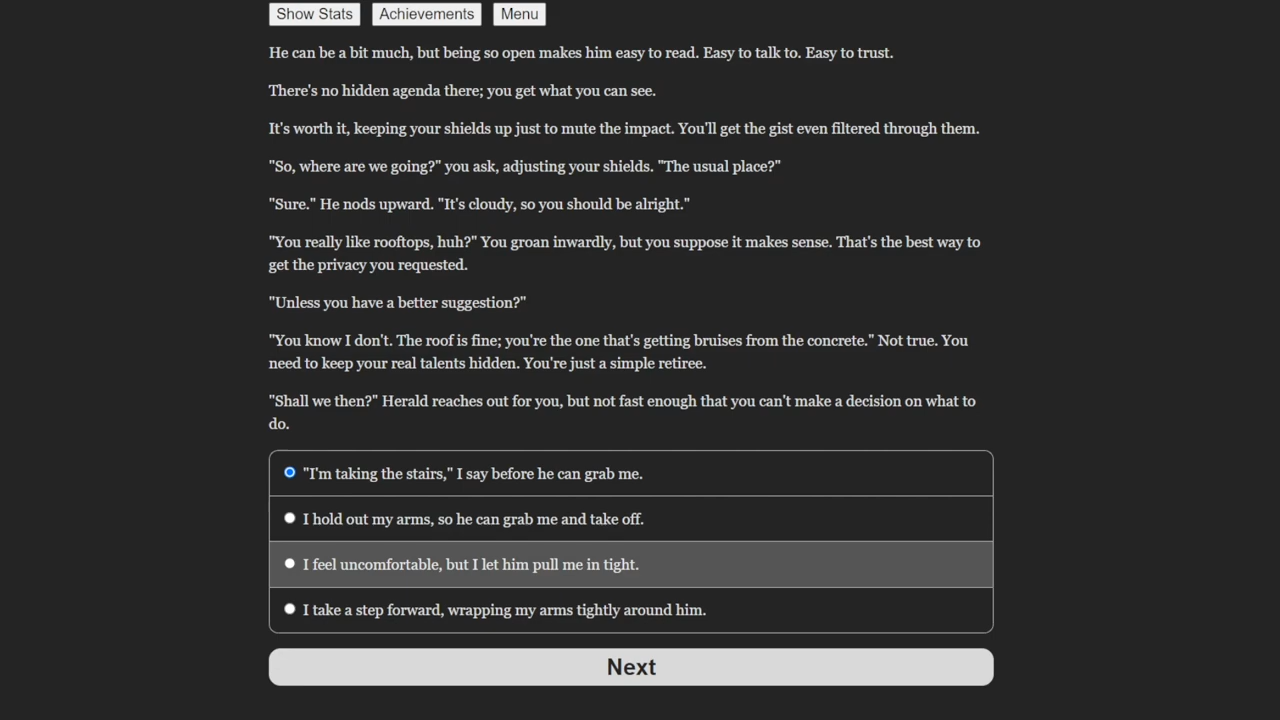 Show Stats Achievements Menu
He can be a bit much, but being so open makes him easy to read. Easy to talk to. Easy to trust.
There's no hidden agenda there; you get what you can see.
It's worth it, keeping your shields up just to mute the impact. You'll get the gist even filtered through them.
"So, where are we going?" you ask, adjusting your shields. "The usual place?"
"Sure." He nods upward. "It's cloudy, so you should be alright."
"You really like rooftops, huh?" You groan inwardly, but you suppose it makes sense. That's the best way to
get the privacy you requested.
"Unless you have a better suggestion?"
"You know I don't. The roof is fine; you're the one that's getting bruises from the concrete." Not true. You
need to keep your real talents hidden. You're just a simple retiree.
"Shall we then?" Herald reaches out for you, but not fast enough that you can't make a decision on what to
do.
"I'm taking the stairs," I say before he can grab me.
I hold out my arms, so he can grab me and take off.
I feel uncomfortable, but I let him pull me in tight.
I take a step forward, wrapping my arms tightly around him.
Next